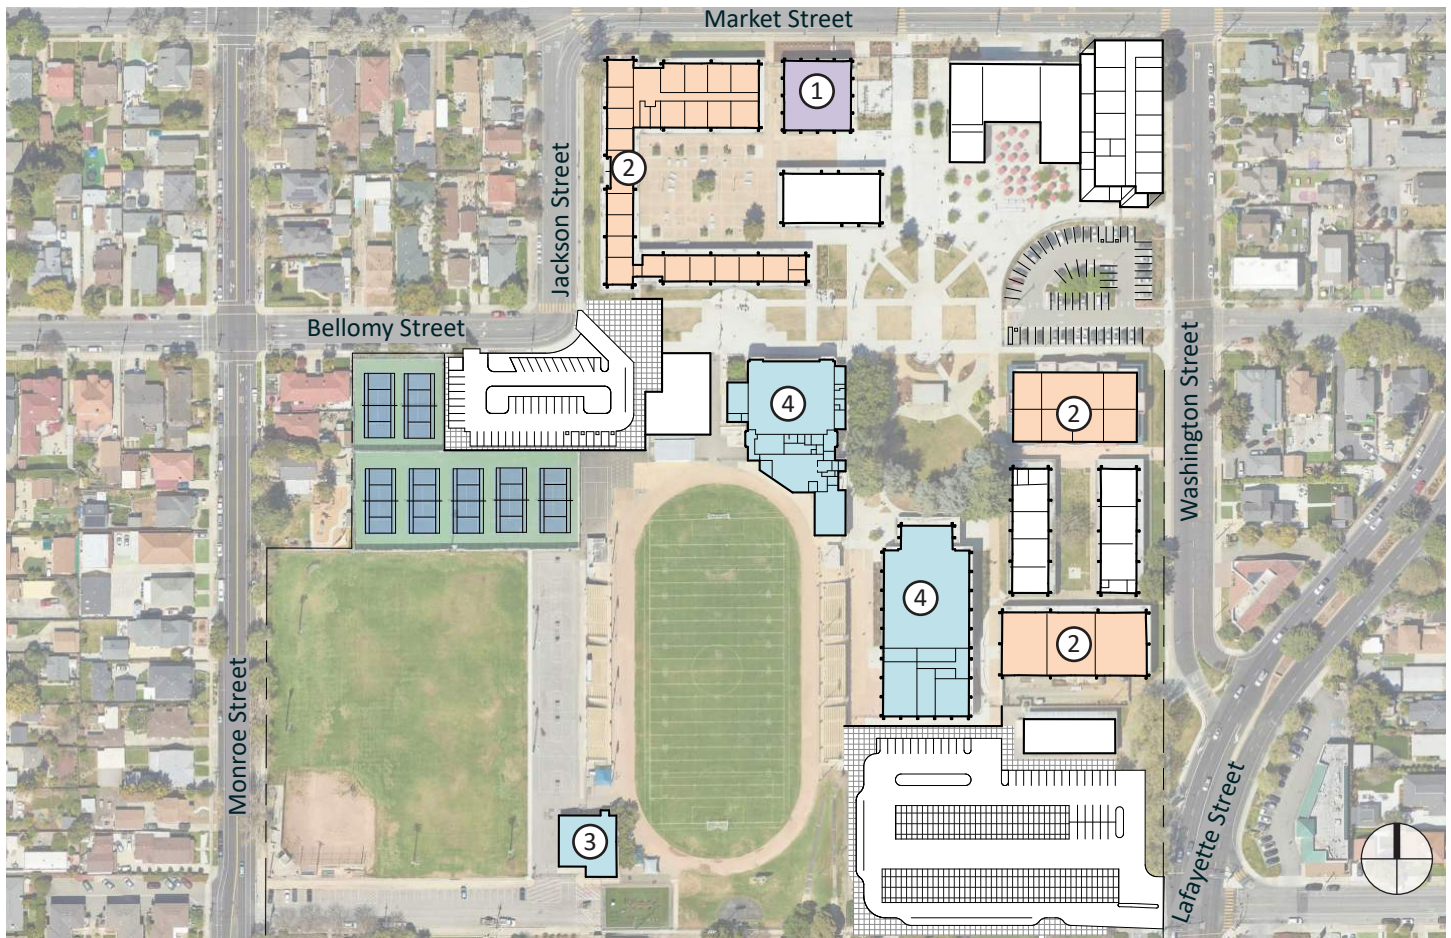 Market Street
1
2
Jackson Street
Bellomy Street
Washington Street
4
2
4
2
Monroe Street
3
Lafayette Street